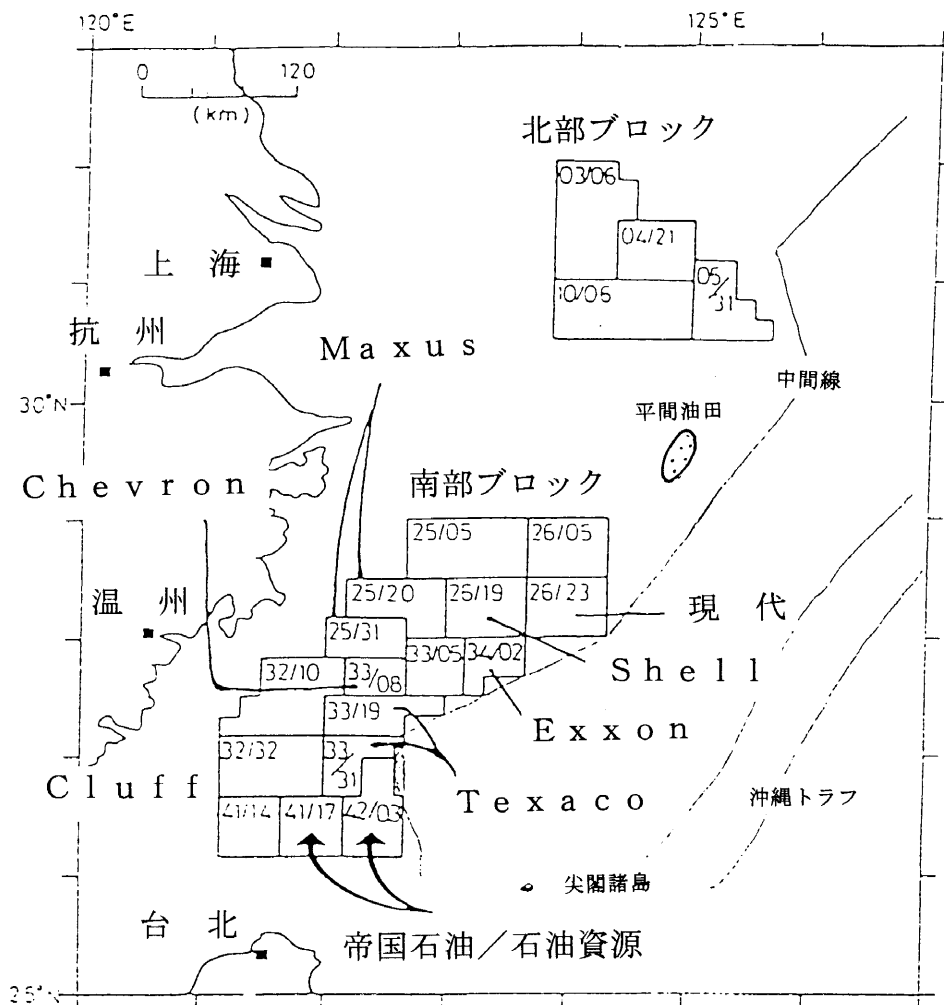 120°E
125°E
0 120
(km)
北部ブロック
03/06
04/21
05/31
10/06
上 海
杭 州
Maxus
中間線
30°N
平間油田
Chevron
南部ブロック
25/05
26/05
温 州
25/20
26/19
26/23
現 代
25/31
33/05
34/02
32/10
33/08
Shell
33/19
Exxon
32/32
33/31
Cluff
Texaco
沖縄トラフ
41/14
41/17
42/03
尖閣諸島
台 北
帝国石油／石油資源
25°N